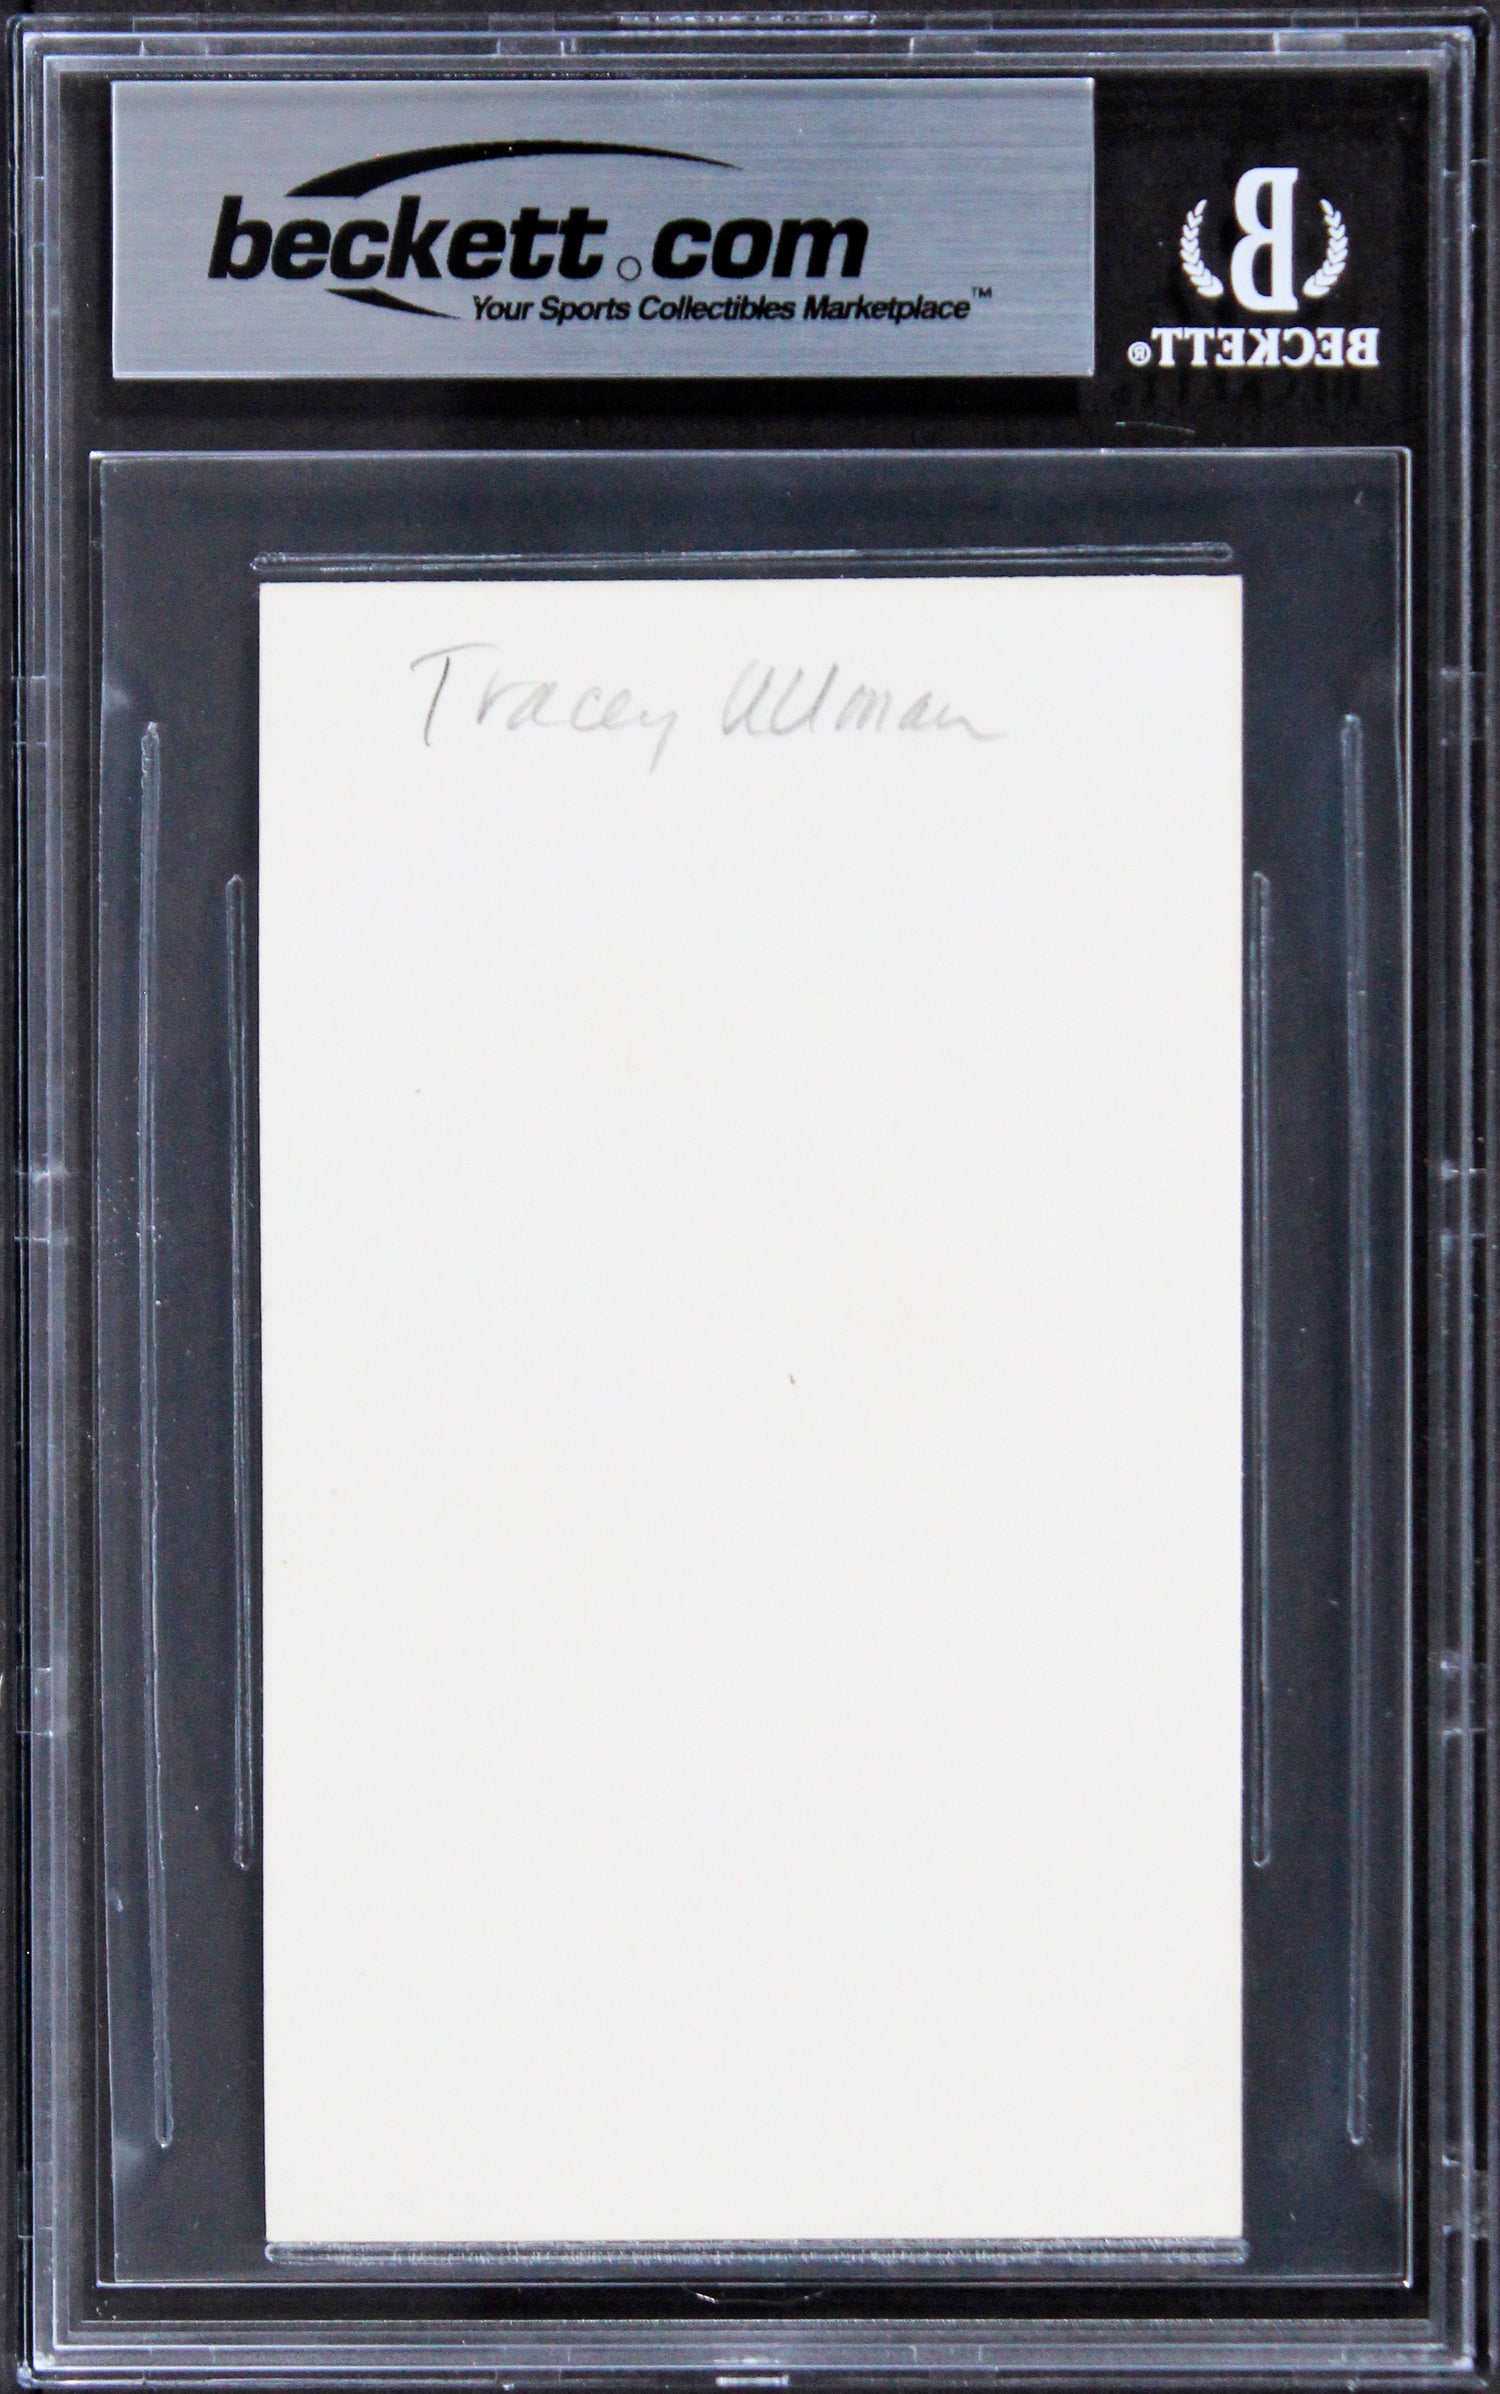 beckett.com
Your Sports Collectibles Marketplace™
B
BECKETT®
Tracey Ullman